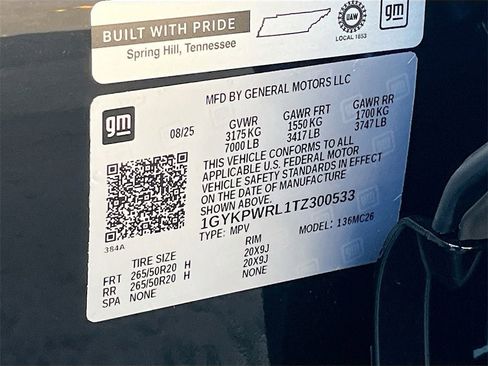 BUILT WITH PRIDE
Spring Hill, Tennessee
UAW
LOCAL 1853
gm
MFD BY GENERAL MOTORS LLC
gm
08/25
GVWR GAWR FRT GAWR RR
3175 KG 1550 KG 1700 KG
7000 LB 3417 LB 3747 LB
THIS VEHICLE CONFORMS TO ALL
APPLICABLE U.S. FEDERAL MOTOR
VEHICLE SAFETY STANDARDS IN EFFECT
ON THE DATE OF MANUFACTURE
1GYKPWRL1TZ300533
TYPE: MPV MODEL: 136MC26
384A
TIRE SIZE RIM
FRT 265/50R20 H 20X9J
RR 265/50R20 H 20X9J
SPA NONE NONE